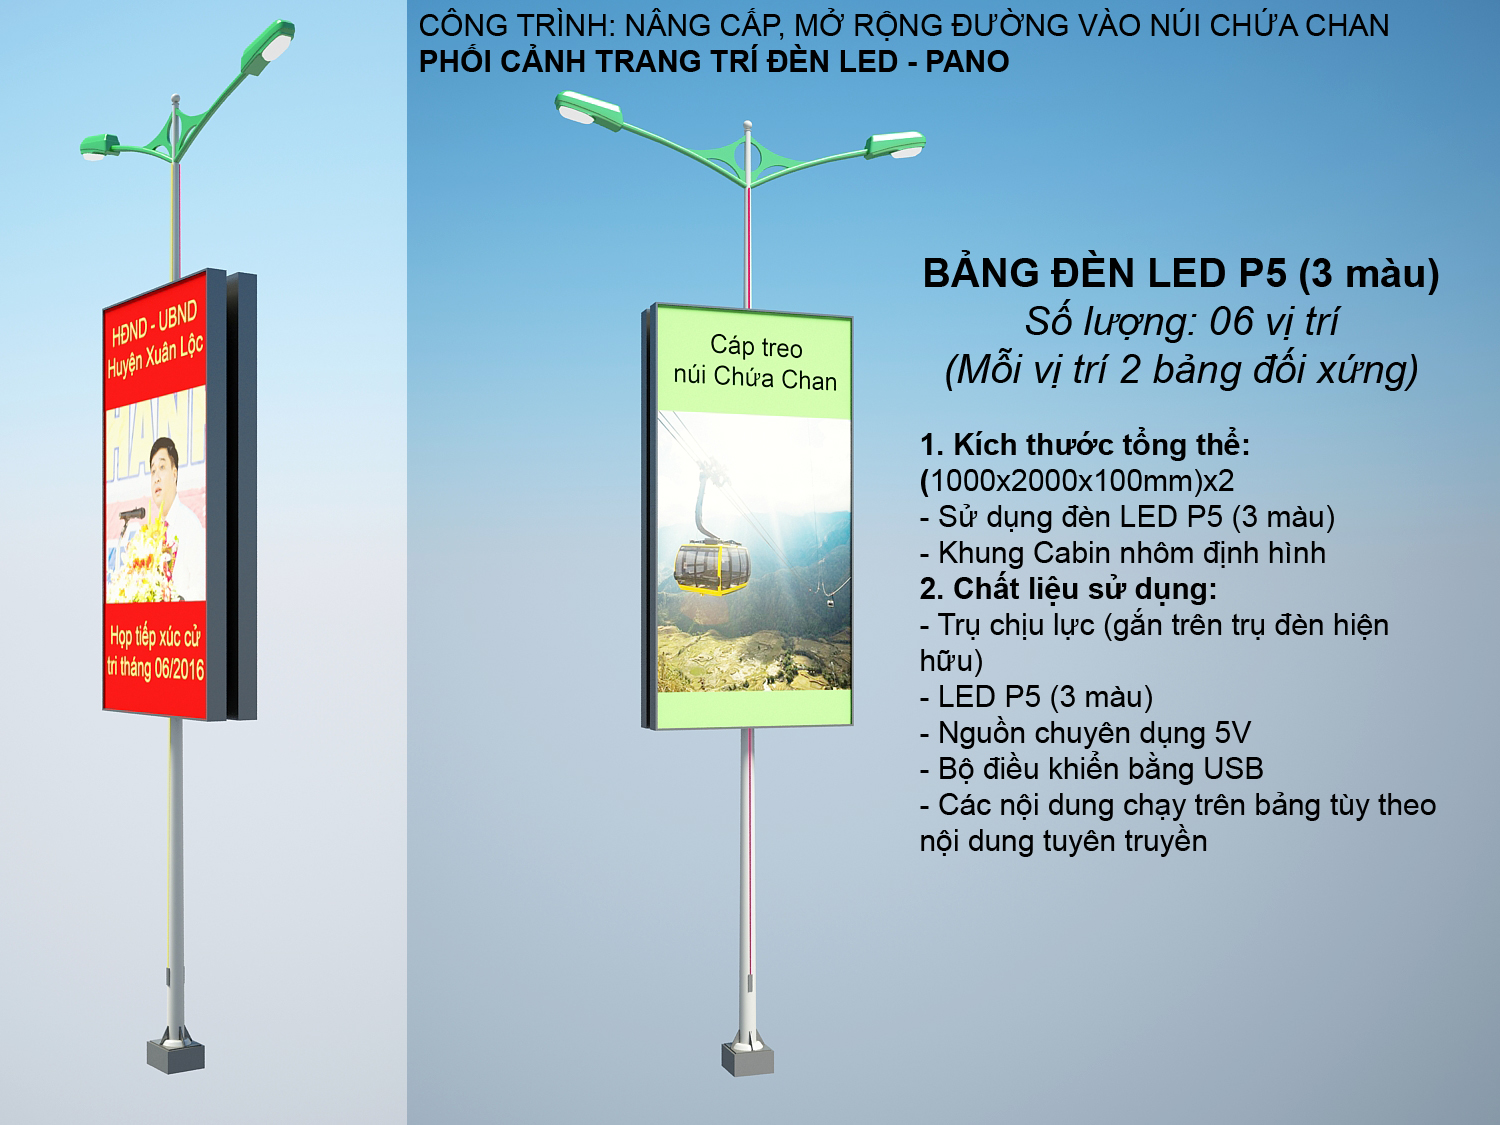 CÔNG TRÌNH: NÂNG CẤP, MỞ RỘNG ĐƯỜNG VÀO NÚI CHỨA CHAN
PHỐI CẢNH TRANG TRÍ ĐÈN LED - PANO
HĐND - UBND
Huyện Xuân Lộc
HÀNH
Họp tiếp xúc cử
tri tháng 06/2016
Cáp treo
núi Chứa Chan
BẢNG ĐÈN LED P5 (3 màu)
Số lượng: 06 vị trí
(Mỗi vị trí 2 bảng đối xứng)
1. Kích thước tổng thể:
(1000x2000x100mm)x2
- Sử dụng đèn LED P5 (3 màu)
- Khung Cabin nhôm định hình
2. Chất liệu sử dụng:
- Trụ chịu lực (gắn trên trụ đèn hiện
hữu)
- LED P5 (3 màu)
- Nguồn chuyên dụng 5V
- Bộ điều khiển bằng USB
- Các nội dung chạy trên bảng tùy theo
nội dung tuyên truyền